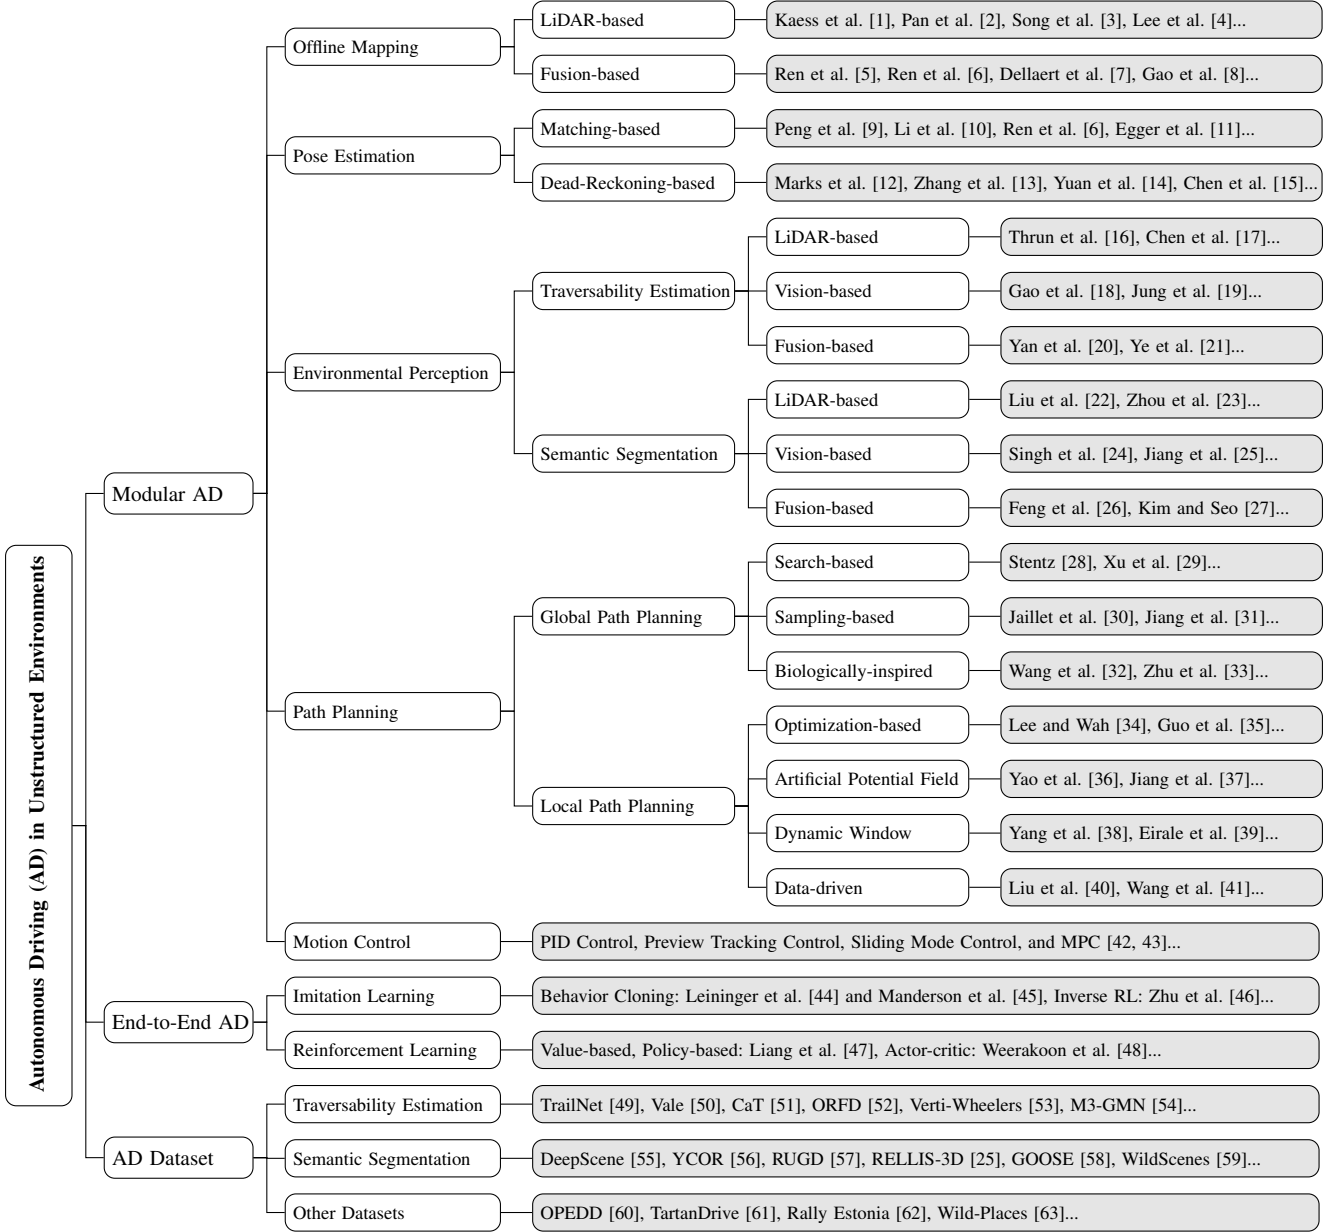 Autonomous Driving (AD) in Unstructured Environments
Modular AD
Offline Mapping
LiDAR-based
Kaess et al. [1], Pan et al. [2], Song et al. [3], Lee et al. [4]...
Fusion-based
Ren et al. [5], Ren et al. [6], Dellaert et al. [7], Gao et al. [8]...
Pose Estimation
Matching-based
Peng et al. [9], Li et al. [10], Ren et al. [6], Egger et al. [11]...
Dead-Reckoning-based
Marks et al. [12], Zhang et al. [13], Yuan et al. [14], Chen et al. [15]...
Environmental Perception
Traversability Estimation
LiDAR-based
Thrun et al. [16], Chen et al. [17]...
Vision-based
Gao et al. [18], Jung et al. [19]...
Fusion-based
Yan et al. [20], Ye et al. [21]...
Semantic Segmentation
LiDAR-based
Liu et al. [22], Zhou et al. [23]...
Vision-based
Singh et al. [24], Jiang et al. [25]...
Fusion-based
Feng et al. [26], Kim and Seo [27]...
Path Planning
Global Path Planning
Search-based
Stentz [28], Xu et al. [29]...
Sampling-based
Jaillet et al. [30], Jiang et al. [31]...
Biologically-inspired
Wang et al. [32], Zhu et al. [33]...
Local Path Planning
Optimization-based
Lee and Wah [34], Guo et al. [35]...
Artificial Potential Field
Yao et al. [36], Jiang et al. [37]...
Dynamic Window
Yang et al. [38], Eirale et al. [39]...
Data-driven
Liu et al. [40], Wang et al. [41]...
Motion Control
PID Control, Preview Tracking Control, Sliding Mode Control, and MPC [42, 43]...
End-to-End AD
Imitation Learning
Behavior Cloning: Leininger et al. [44] and Manderson et al. [45], Inverse RL: Zhu et al. [46]...
Reinforcement Learning
Value-based, Policy-based: Liang et al. [47], Actor-critic: Weerakoon et al. [48]...
AD Dataset
Traversability Estimation
TrailNet [49], Vale [50], CaT [51], ORFD [52], Verti-Wheelers [53], M3-GMN [54]...
Semantic Segmentation
DeepScene [55], YCOR [56], RUGD [57], RELLIS-3D [25], GOOSE [58], WildScenes [59]...
Other Datasets
OPEDD [60], TartanDrive [61], Rally Estonia [62], Wild-Places [63]...